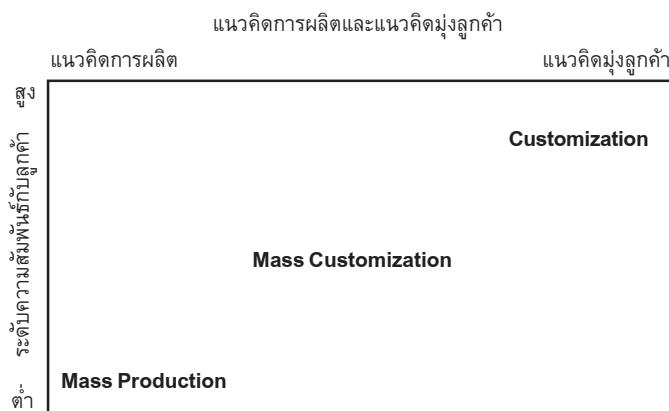 แนวคิดการผลิตและแนวคิดมุ่งลูกค้า
แนวคิดการผลิต แนวคิดมุ่งลูกค้า
สูง
Customization
ระดับความสัมพันธ์กับลูกค้า
Mass Customization
Mass Production
ต่ำ